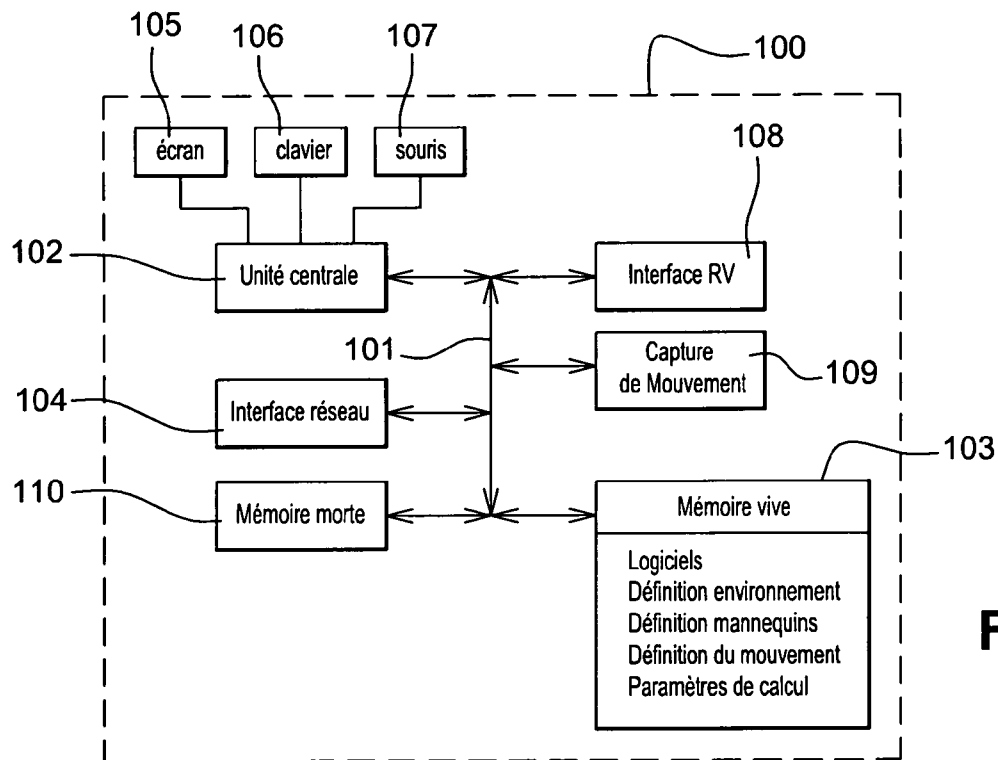 105
106
107
100
écran
clavier
souris
108
102
Unité centrale
Interface RV
101
Capture
de Mouvement
109
104
Interface réseau
103
110
Mémoire morte
Mémoire vive
Logiciels
Définition environnement
Définition mannequins
Définition du mouvement
Paramètres de calcul